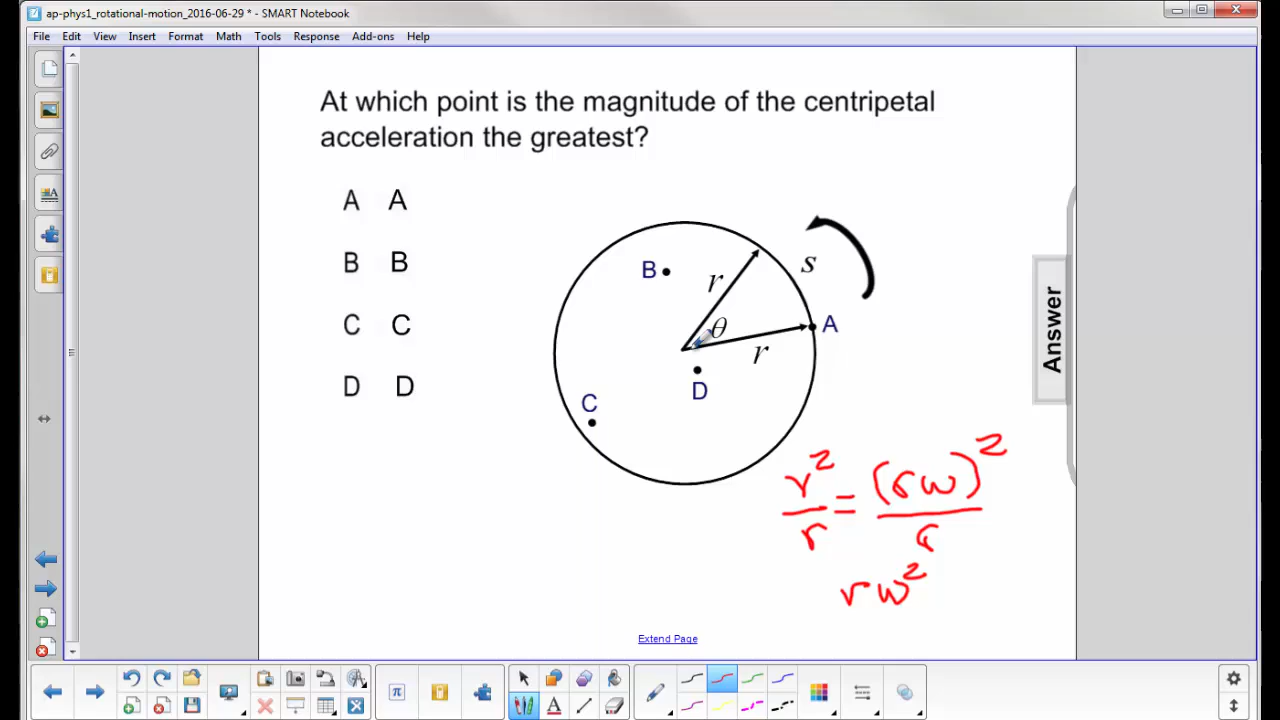 ap-phys1_rotational-motion_2016-06-29 * - SMART Notebook
File Edit View Insert Format Math Tools Response Add-ons Help
At which point is the magnitude of the centripetal
acceleration the greatest?
A A
B B
C C
D D
B
r
s
θ
A
r
D
C
Answer
v² / r = (rω)² / r
rω²
Extend Page
π
A